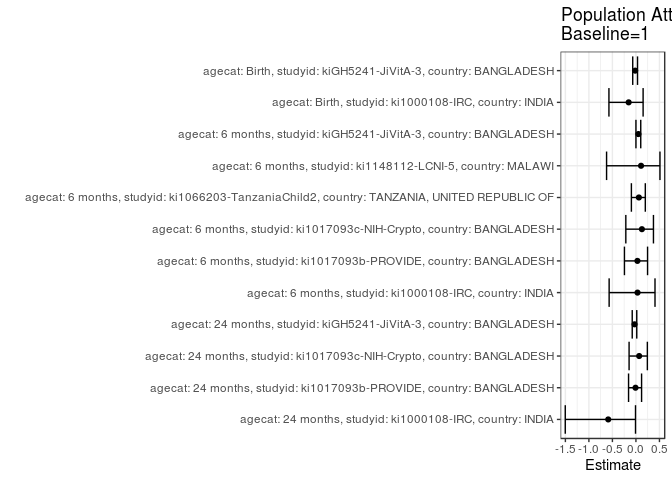 Population Att
Baseline=1
agecat: Birth, studyid: kiGH5241-JiVitA-3, country: BANGLADESH
agecat: Birth, studyid: ki1000108-IRC, country: INDIA
agecat: 6 months, studyid: kiGH5241-JiVitA-3, country: BANGLADESH
agecat: 6 months, studyid: ki1148112-LCNI-5, country: MALAWI
agecat: 6 months, studyid: ki1066203-TanzaniaChild2, country: TANZANIA, UNITED REPUBLIC OF
agecat: 6 months, studyid: ki1017093c-NIH-Crypto, country: BANGLADESH
agecat: 6 months, studyid: ki1017093b-PROVIDE, country: BANGLADESH
agecat: 6 months, studyid: ki1000108-IRC, country: INDIA
agecat: 24 months, studyid: kiGH5241-JiVitA-3, country: BANGLADESH
agecat: 24 months, studyid: ki1017093c-NIH-Crypto, country: BANGLADESH
agecat: 24 months, studyid: ki1017093b-PROVIDE, country: BANGLADESH
agecat: 24 months, studyid: ki1000108-IRC, country: INDIA
-1.5 -1.0 -0.5 0.0 0.5
Estimate